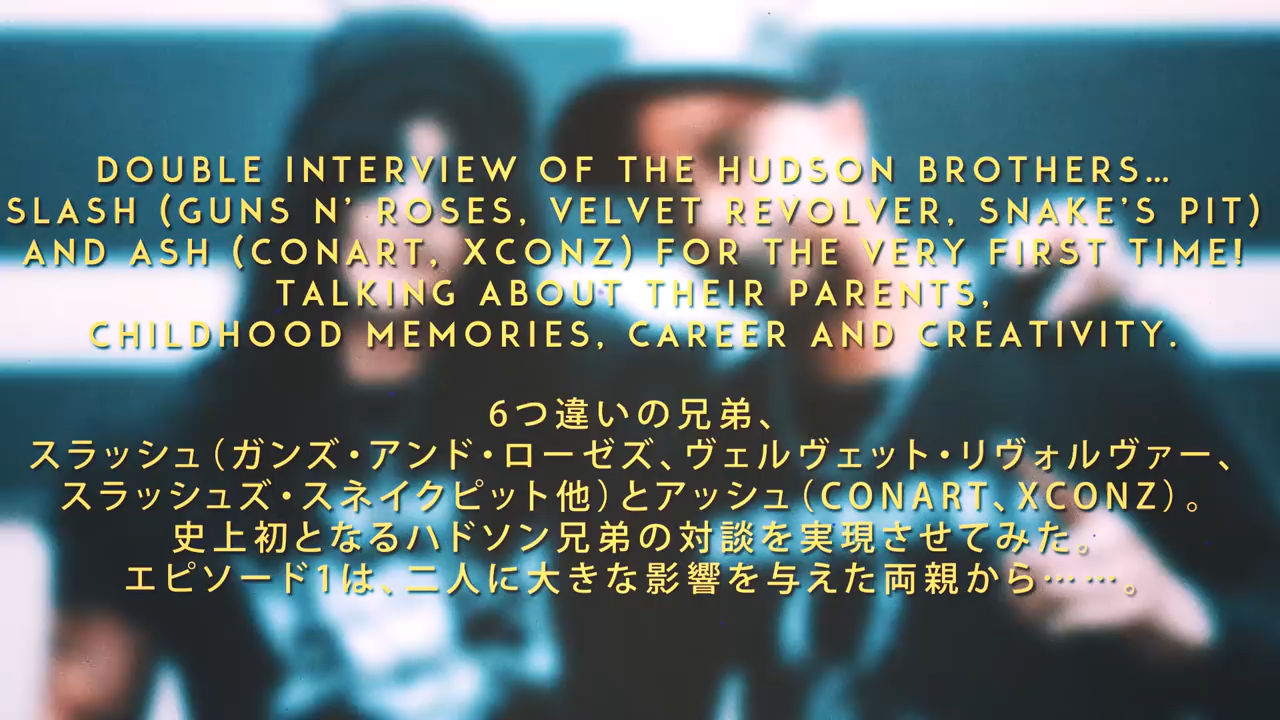 DOUBLE INTERVIEW OF THE HUDSON BROTHERS...
SLASH (GUNS N' ROSES, VELVET REVOLVER, SNAKE'S PIT)
AND ASH (CONART, XCONZ) FOR THE VERY FIRST TIME!
TALKING ABOUT THEIR PARENTS,
CHILDHOOD MEMORIES, CAREER AND CREATIVITY.
6つ違いの兄弟、
スラッシュ（ガンズ・アンド・ローゼズ、ヴェルヴェット・リヴォルヴァー、
スラッシュズ・スネイクピット他）とアッシュ（CONART、XCONZ）。
史上初となるハドソン兄弟の対談を実現させてみた。
エピソード1は、二人に大きな影響を与えた両親から……。